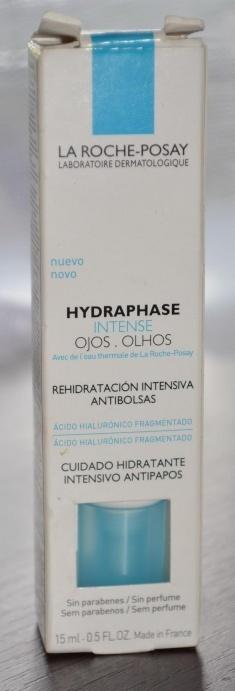 LA ROCHE-POSAY
LABORATOIRE DERMATOLOGIQUE
nuevo
novo
HYDRAPHASE
INTENSE
OJOS . OLHOS
Avec de l'eau thermale de La Roche-Posay
REHIDRATACIÓN INTENSIVA
ANTIBOLSAS
ÁCIDO HIALURÓNICO FRAGMENTADO
ÁCIDO HIALURÓNICO FRAGMENTADO
CUIDADO HIDRATANTE
INTENSIVO ANTIPAPOS
Sin parabenes / Sin perfume
Sem parabenos / Sem perfume
15 ml - 0.5 FL.OZ. Made in France